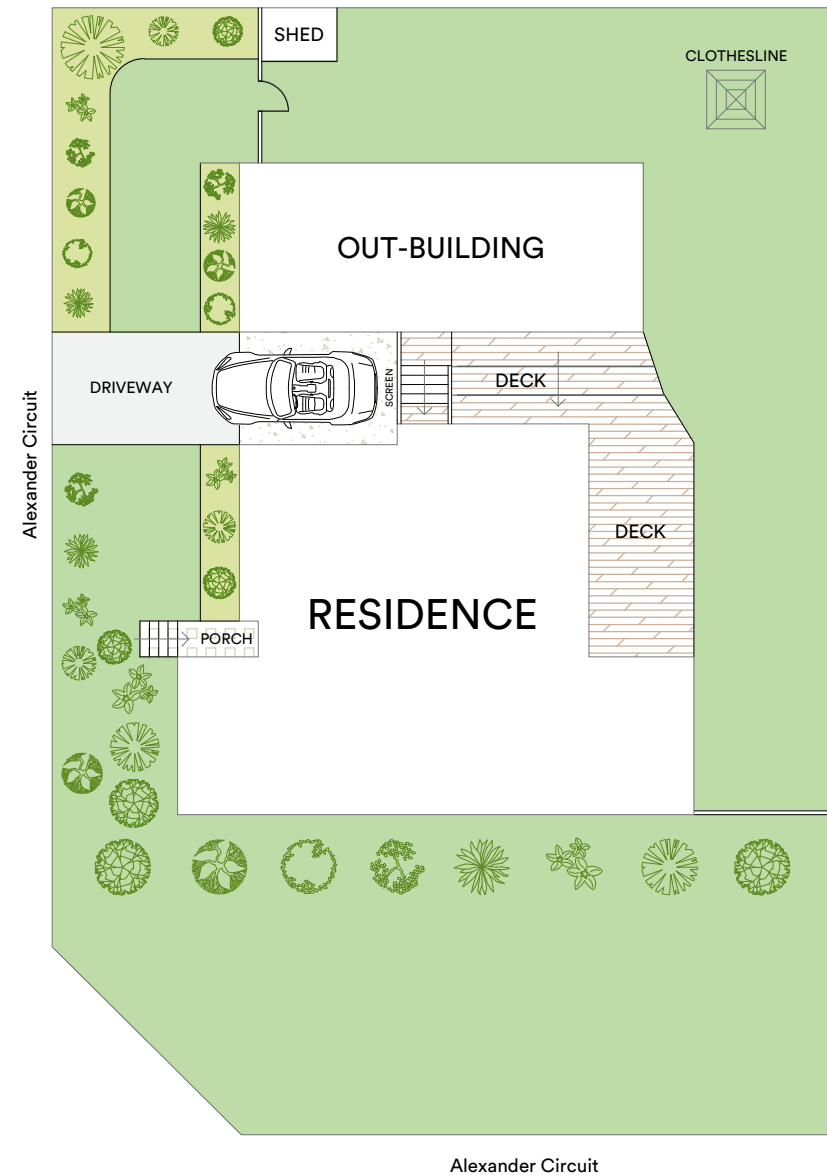 SHED
CLOTHESLINE
OUT-BUILDING
DRIVEWAY
SCREEN
DECK
Alexander Circuit
DECK
RESIDENCE
PORCH
Alexander Circuit